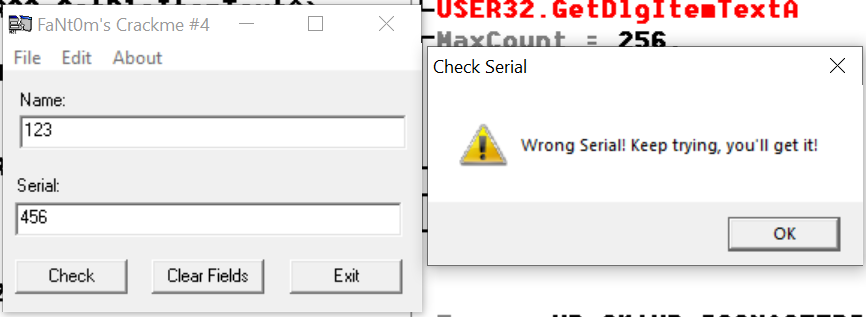 USER32.GetDlgItemTextA
FaNt0m's Crackme #4
MaxCount = 256.
File Edit About
Check Serial
Name:
123
Wrong Serial! Keep trying, you'll get it!
Serial:
456
OK
Check Clear Fields Exit